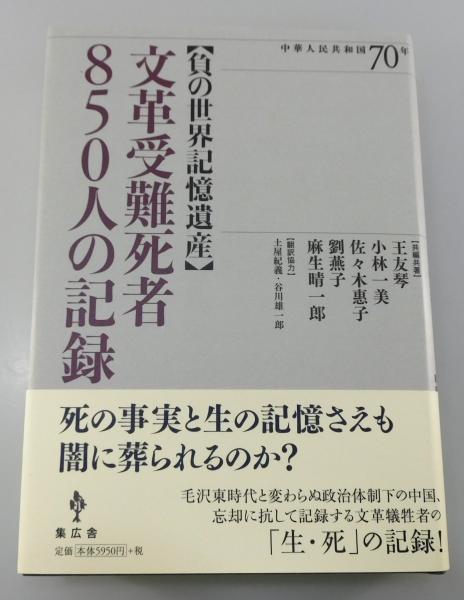 中華人民共和国70年
【負の世界記憶遺産】
文革受難死者
850人の記録
[共編共著]
王友琴
小林一美
佐々木恵子
劉燕子
麻生晴一郎
[翻訳協力]
土屋紀義・谷川雄一郎
死の事実と生の記憶さえも
闇に葬られるのか?
毛沢東時代と変わらぬ政治体制下の中国、
忘却に抗して記録する文革犠牲者の
「生・死」の記録!
集広舎
定価 本体5950円 +税